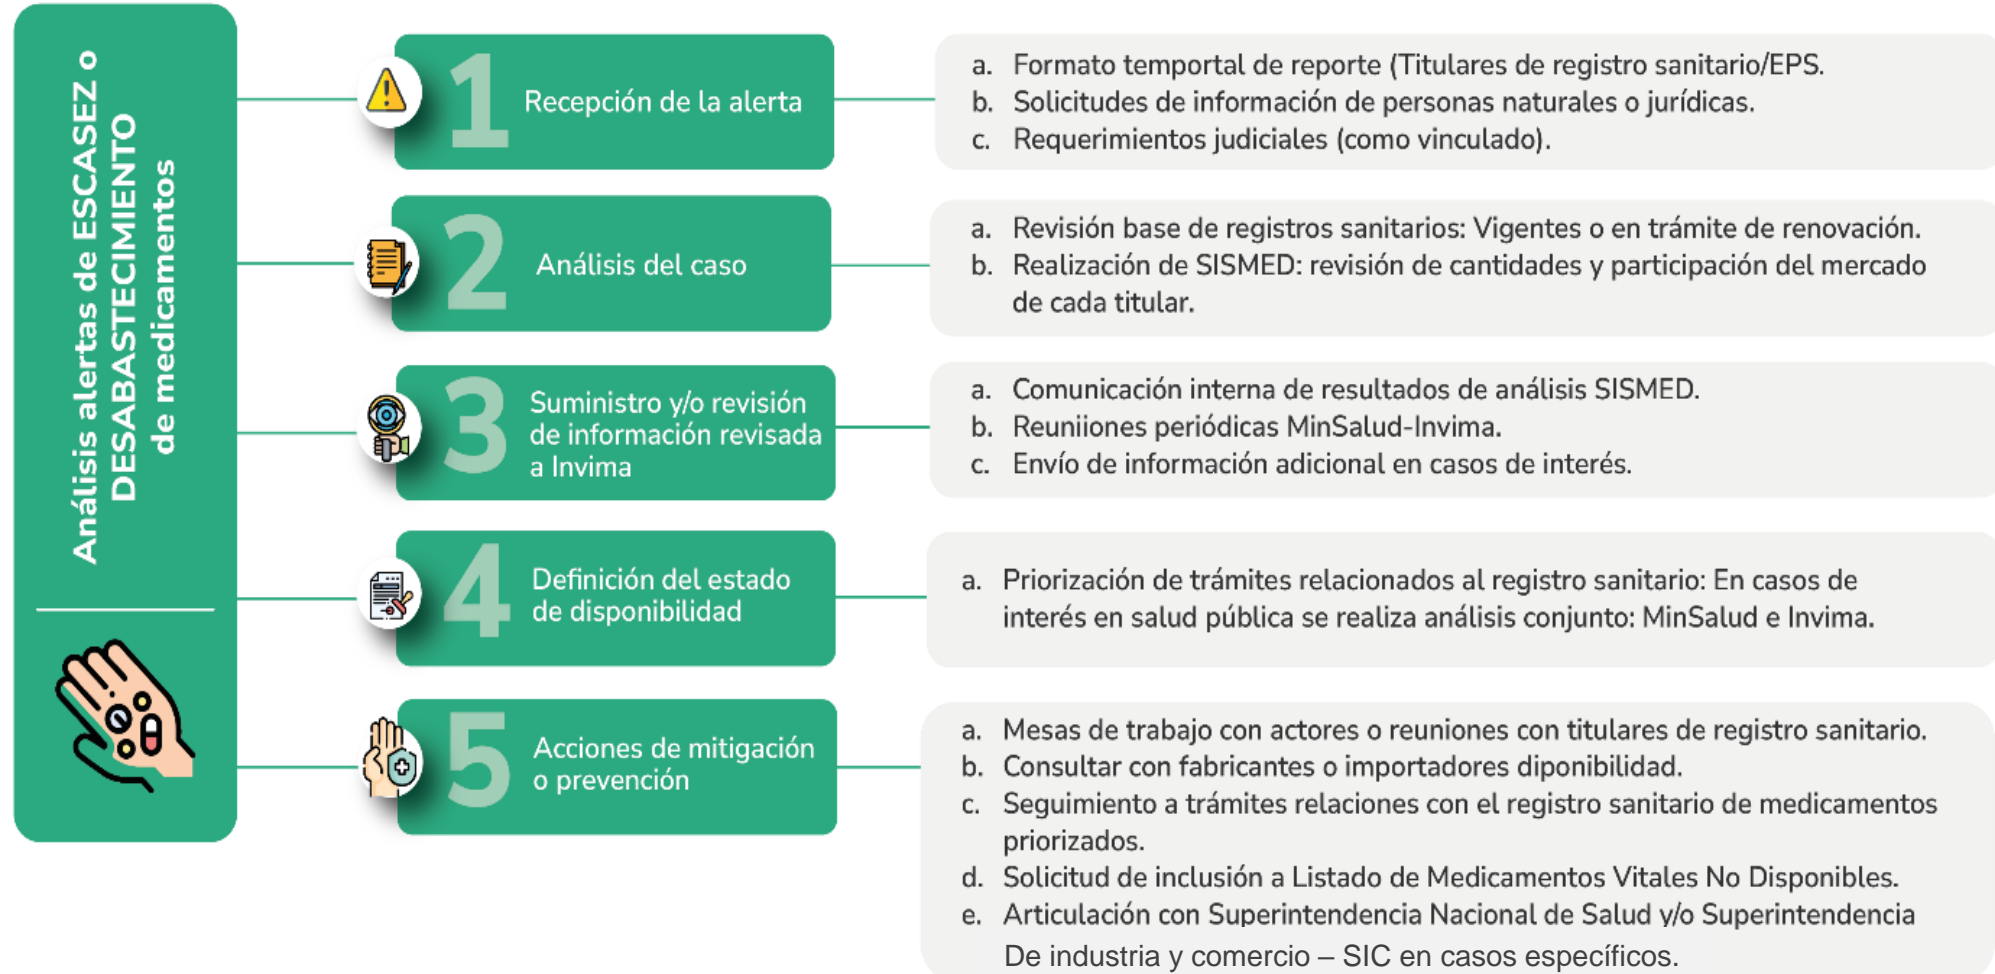 Análisis alertas de ESCASEZ o
DESABASTECIMIENTO
de medicamentos
1
Recepción de la alerta
a. Formato temportal de reporte (Titulares de registro sanitario/EPS.
b. Solicitudes de información de personas naturales o jurídicas.
c. Requerimientos judiciales (como vinculado).
2
Análisis del caso
a. Revisión base de registros sanitarios: Vigentes o en trámite de renovación.
b. Realización de SISMED: revisión de cantidades y participación del mercado
de cada titular.
3
Suministro y/o revisión
de información revisada
a Invima
a. Comunicación interna de resultados de análisis SISMED.
b. Reuniiones periódicas MinSalud-Invima.
c. Envío de información adicional en casos de interés.
4
Definición del estado
de disponibilidad
a. Priorización de trámites relacionados al registro sanitario: En casos de
interés en salud pública se realiza análisis conjunto: MinSalud e Invima.
5
Acciones de mitigación
o prevención
a. Mesas de trabajo con actores o reuniones con titulares de registro sanitario.
b. Consultar con fabricantes o importadores diponibilidad.
c. Seguimiento a trámites relaciones con el registro sanitario de medicamentos
priorizados.
d. Solicitud de inclusión a Listado de Medicamentos Vitales No Disponibles.
e. Articulación con Superintendencia Nacional de Salud y/o Superintendencia
De industria y comercio – SIC en casos específicos.